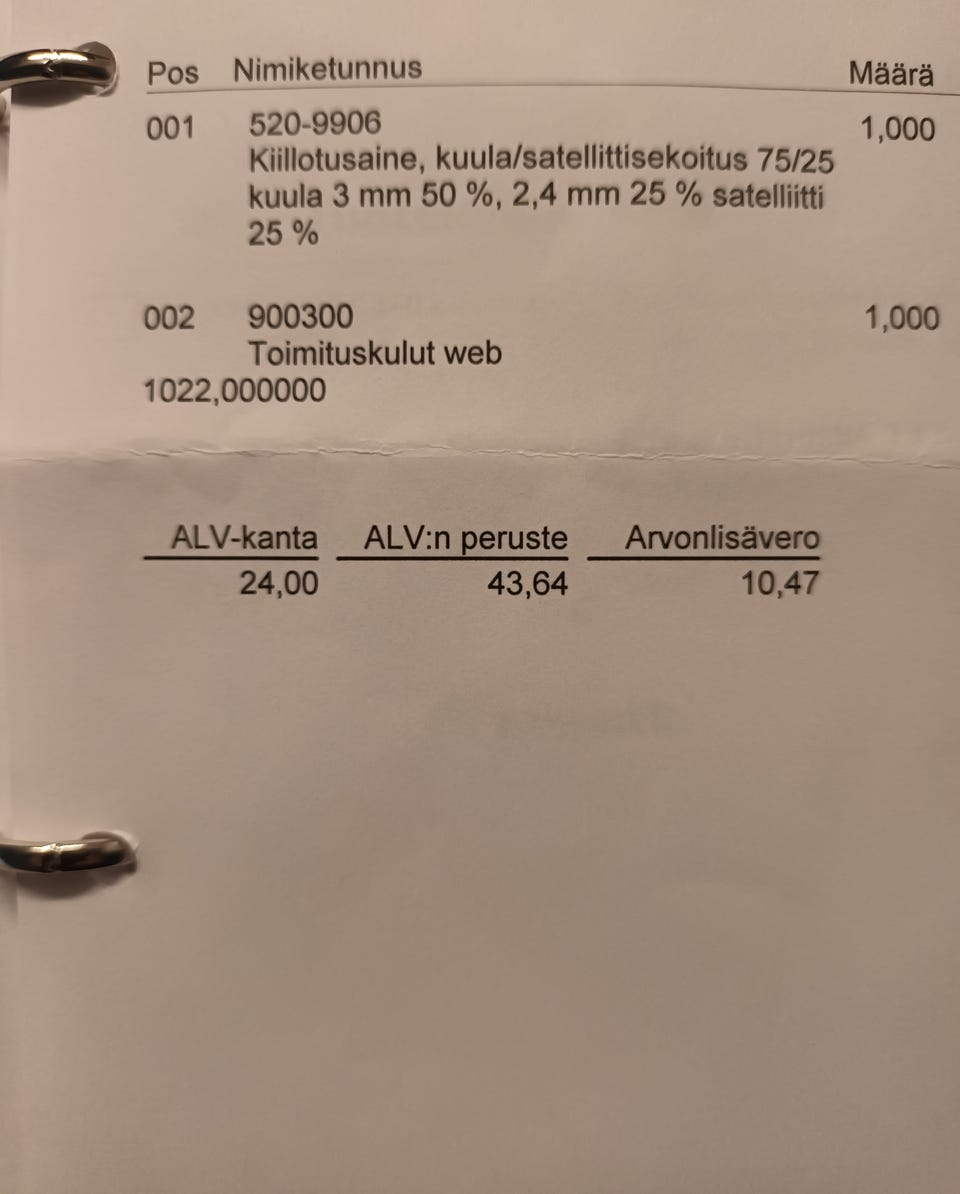 Pos Nimiketunnus Määrä
001 520-9906 1,000
Kiillotusaine, kuula/satellittisekoitus 75/25
kuula 3 mm 50 %, 2,4 mm 25 % satelliitti
25 %
002 900300 1,000
Toimituskulut web
1022,000000
ALV-kanta ALV:n peruste Arvonlisävero
24,00 43,64 10,47